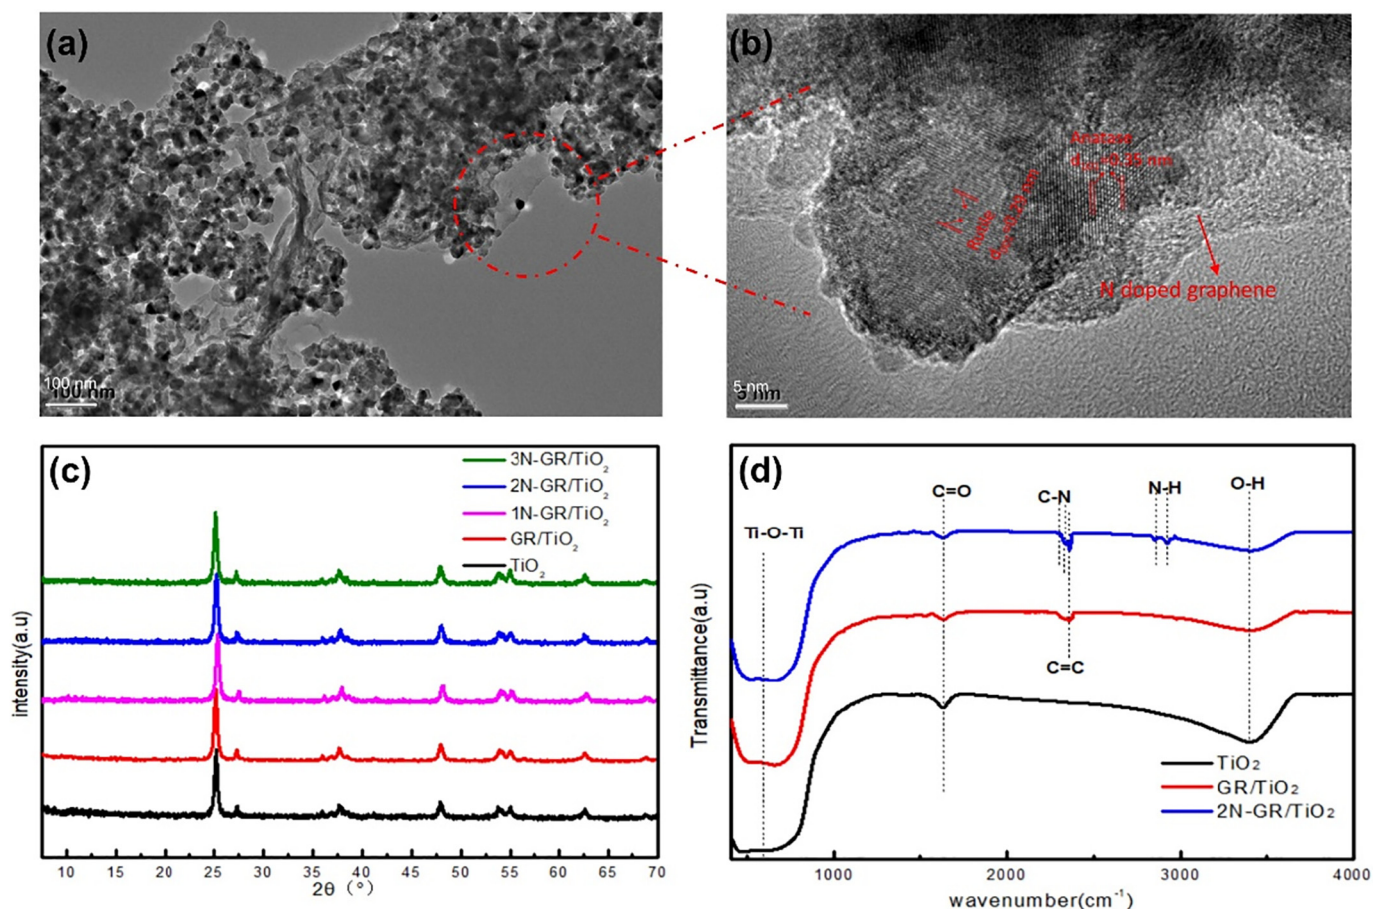 (a)
100 nm
100 nm
(b)
Anatase
Rutile
N doped graphene
5 nm
5 nm
(c)
3N-GR/TiO₂
2N-GR/TiO₂
1N-GR/TiO₂
GR/TiO₂
TiO₂
intensity(a.u)
10 15 20 25 30 35 40 45 50 55 60 65 70
2θ (°)
(d)
Ti-O-Ti
C=O
C-N
N-H
O-H
C=C
TiO₂
GR/TiO₂
2N-GR/TiO₂
Transmittance(a.u)
1000 2000 3000 4000
wavenumber(cm⁻¹)